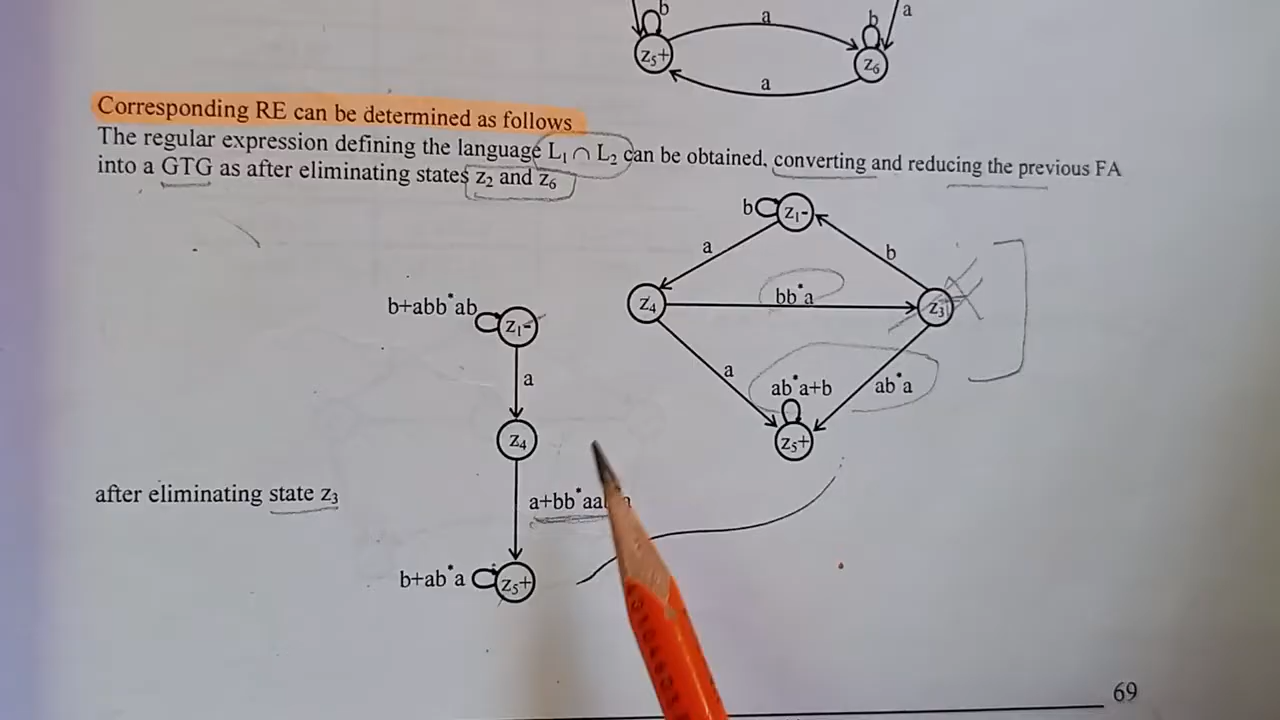 b
a
b
a
Z5+
Z6
a
Corresponding RE can be determined as follows
The regular expression defining the language L1 ∩ L2 can be obtained, converting and reducing the previous FA
into a GTG as after eliminating states z2 and z6
b
Z1-
a
b
b+abb*ab
Z1-
Z4
bb*a
Z3
a
a
ab*a+b
ab*a
Z4
Z5+
after eliminating state z3
b+ab*a
Z5+
69